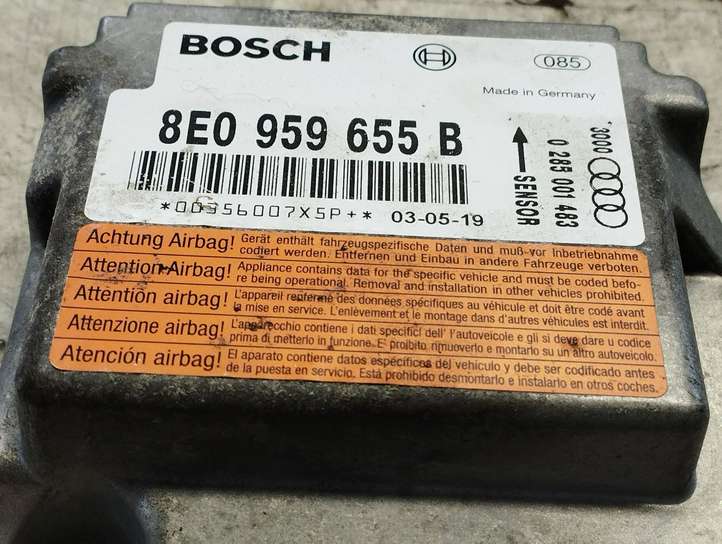 BOSCH
085
Made in Germany
8E0 959 655 B
*00356007X5P+* 03-05-19
SENSOR
0 285 001 483
*3000
Achtung Airbag! Gerät enthält fahrzeugspezifische Daten und muß vor Inbetriebnahme
codiert werden. Entfernen und Einbau in andere Fahrzeuge verboten.
Attention Airbag! Appliance contains data for the specific vehicle and must be coded befo-
re being operational. Removal and installation in other vehicles prohibited.
Attention airbag! L'appareil renferme des données spécifiques au véhicule et doit être codé avant
la mise en service. L'enlèvement et le montage dans d'autres véhicules est interdit.
Attenzione airbag! L'apparecchio contiene i dati specifici dell' l'autoveicolo e gli si deve dare u codice
prima di metterlo in funzione. E' proibito rimuoverlo e montarlo su un altro autoveicolo.
Atención airbag! El aparato contiene datos específicos del vehículo y debe ser codificado antes
de la puesta en servicio. Está prohibido desmontarlo e instalarlo en otros coches.